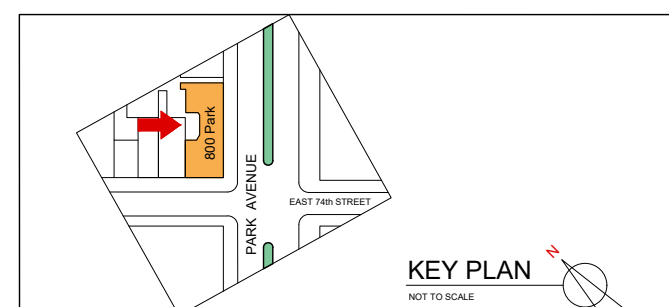 800 Park
PARK AVENUE
EAST 74th STREET
KEY PLAN
NOT TO SCALE
N